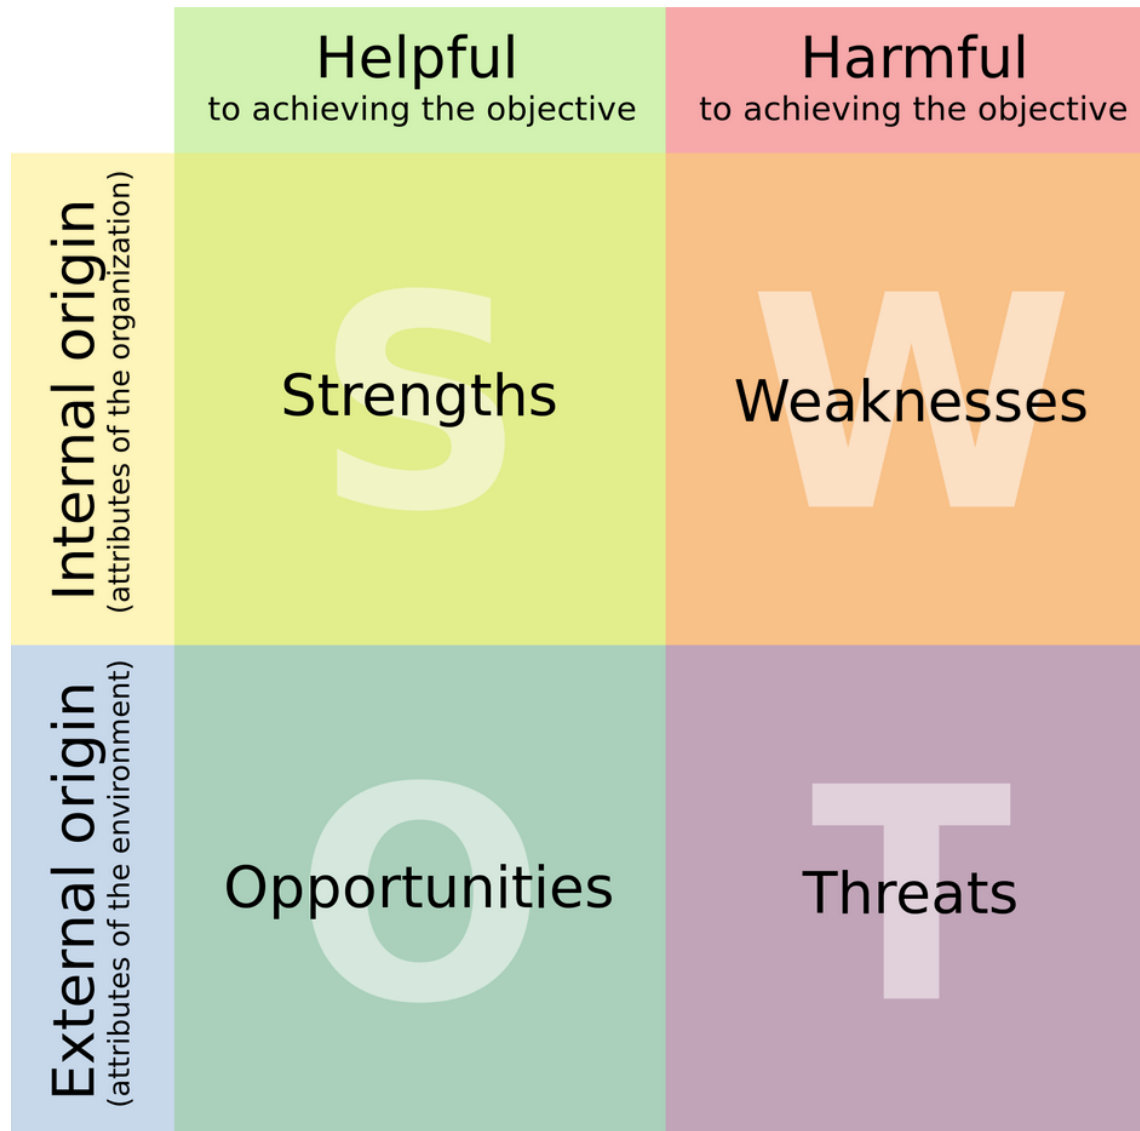 Helpful
to achieving the objective
Harmful
to achieving the objective
Internal origin
(attributes of the organization)
S
Strengths
W
Weaknesses
External origin
(attributes of the environment)
O
Opportunities
T
Threats